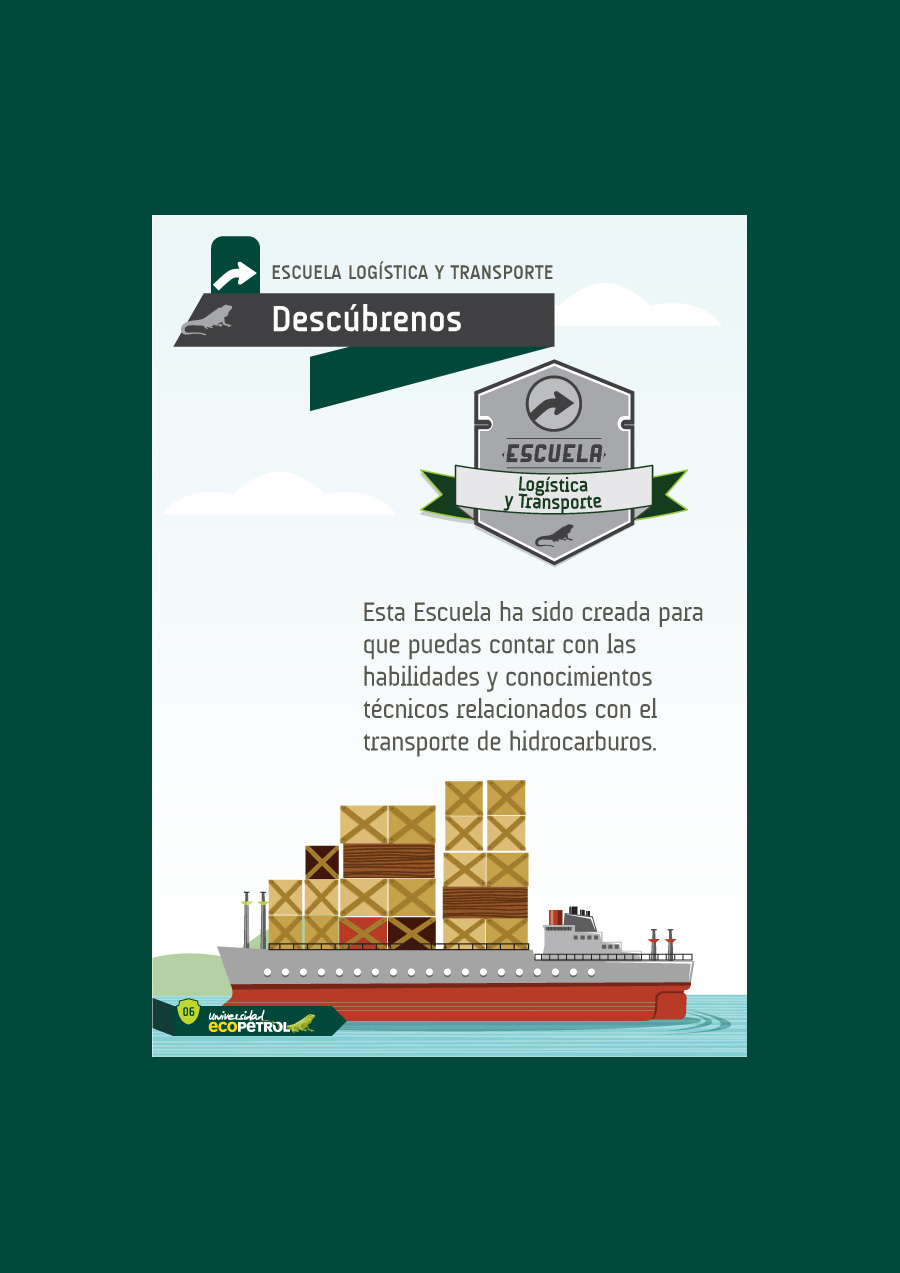 ESCUELA LOGÍSTICA Y TRANSPORTE
Descúbrenos
ESCUELA
Logística
y Transporte
Esta Escuela ha sido creada para
que puedas contar con las
habilidades y conocimientos
técnicos relacionados con el
transporte de hidrocarburos.
06
universidad
ecopetrol